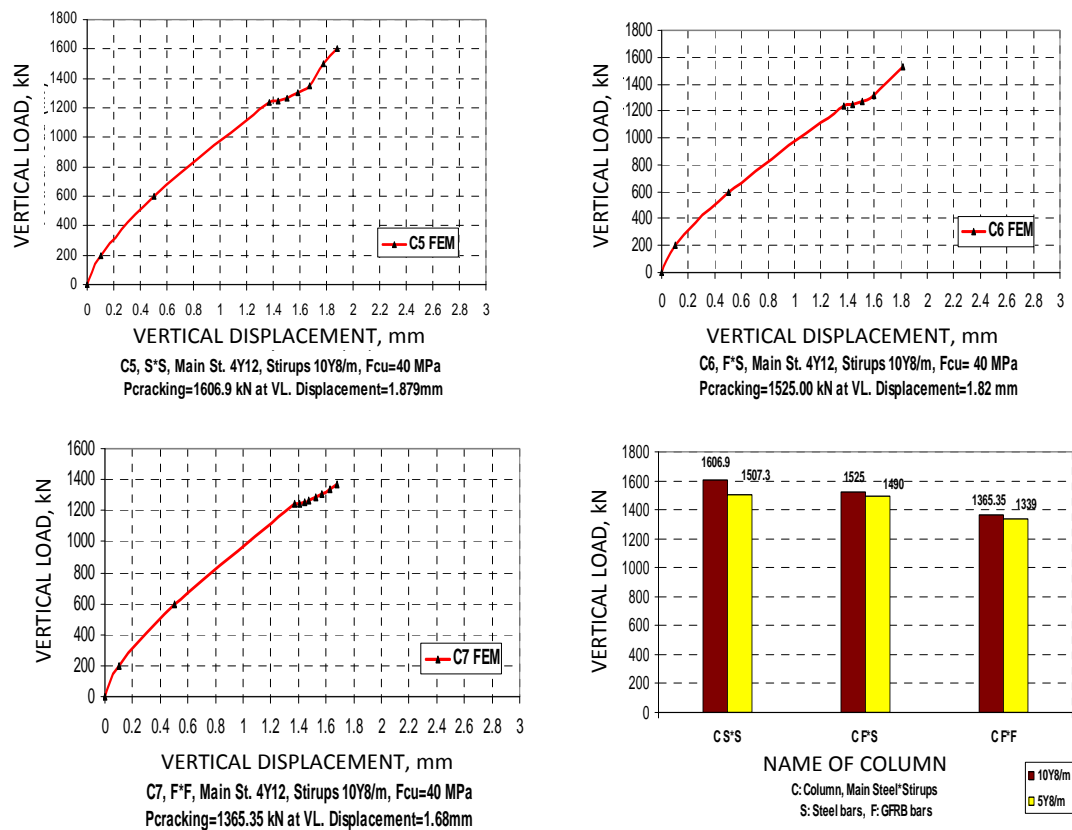 VERTICAL LOAD, kN
1800
1600
1400
1200
1000
800
600
400
200
0
0 0.2 0.4 0.6 0.8 1 1.2 1.4 1.6 1.8 2 2.2 2.4 2.6 2.8 3
C5 FEM
VERTICAL DISPLACEMENT, mm
C5, S*S, Main St. 4Y12, Stirups 10Y8/m, Fcu=40 MPa
Pcracking=1606.9 kN at VL. Displacement=1.879mm
VERTICAL LOAD, kN
1800
1600
1400
1200
1000
800
600
400
200
0
0 0.2 0.4 0.6 0.8 1 1.2 1.4 1.6 1.8 2 2.2 2.4 2.6 2.8 3
C6 FEM
VERTICAL DISPLACEMENT, mm
C6, F*S, Main St. 4Y12, Stirups 10Y8/m, Fcu= 40 MPa
Pcracking=1525.00 kN at VL. Displacement=1.82 mm
VERTICAL LOAD, kN
1800
1600
1400
1200
1000
800
600
400
200
0
0 0.2 0.4 0.6 0.8 1 1.2 1.4 1.6 1.8 2 2.2 2.4 2.6 2.8 3
C7 FEM
VERTICAL DISPLACEMENT, mm
C7, F*F, Main St. 4Y12, Stirups 10Y8/m, Fcu=40 MPa
Pcracking=1365.35 kN at VL. Displacement=1.68mm
VERTICAL LOAD, kN
1800
1600
1400
1200
1000
800
600
400
200
0
1606.9
1507.3
1525
1490
1365.35
1339
C S*S C F*S C F*F
NAME OF COLUMN
C: Column, Main Steel*Stirups
S: Steel bars, F: GFRB bars
10Y8/m
5Y8/m